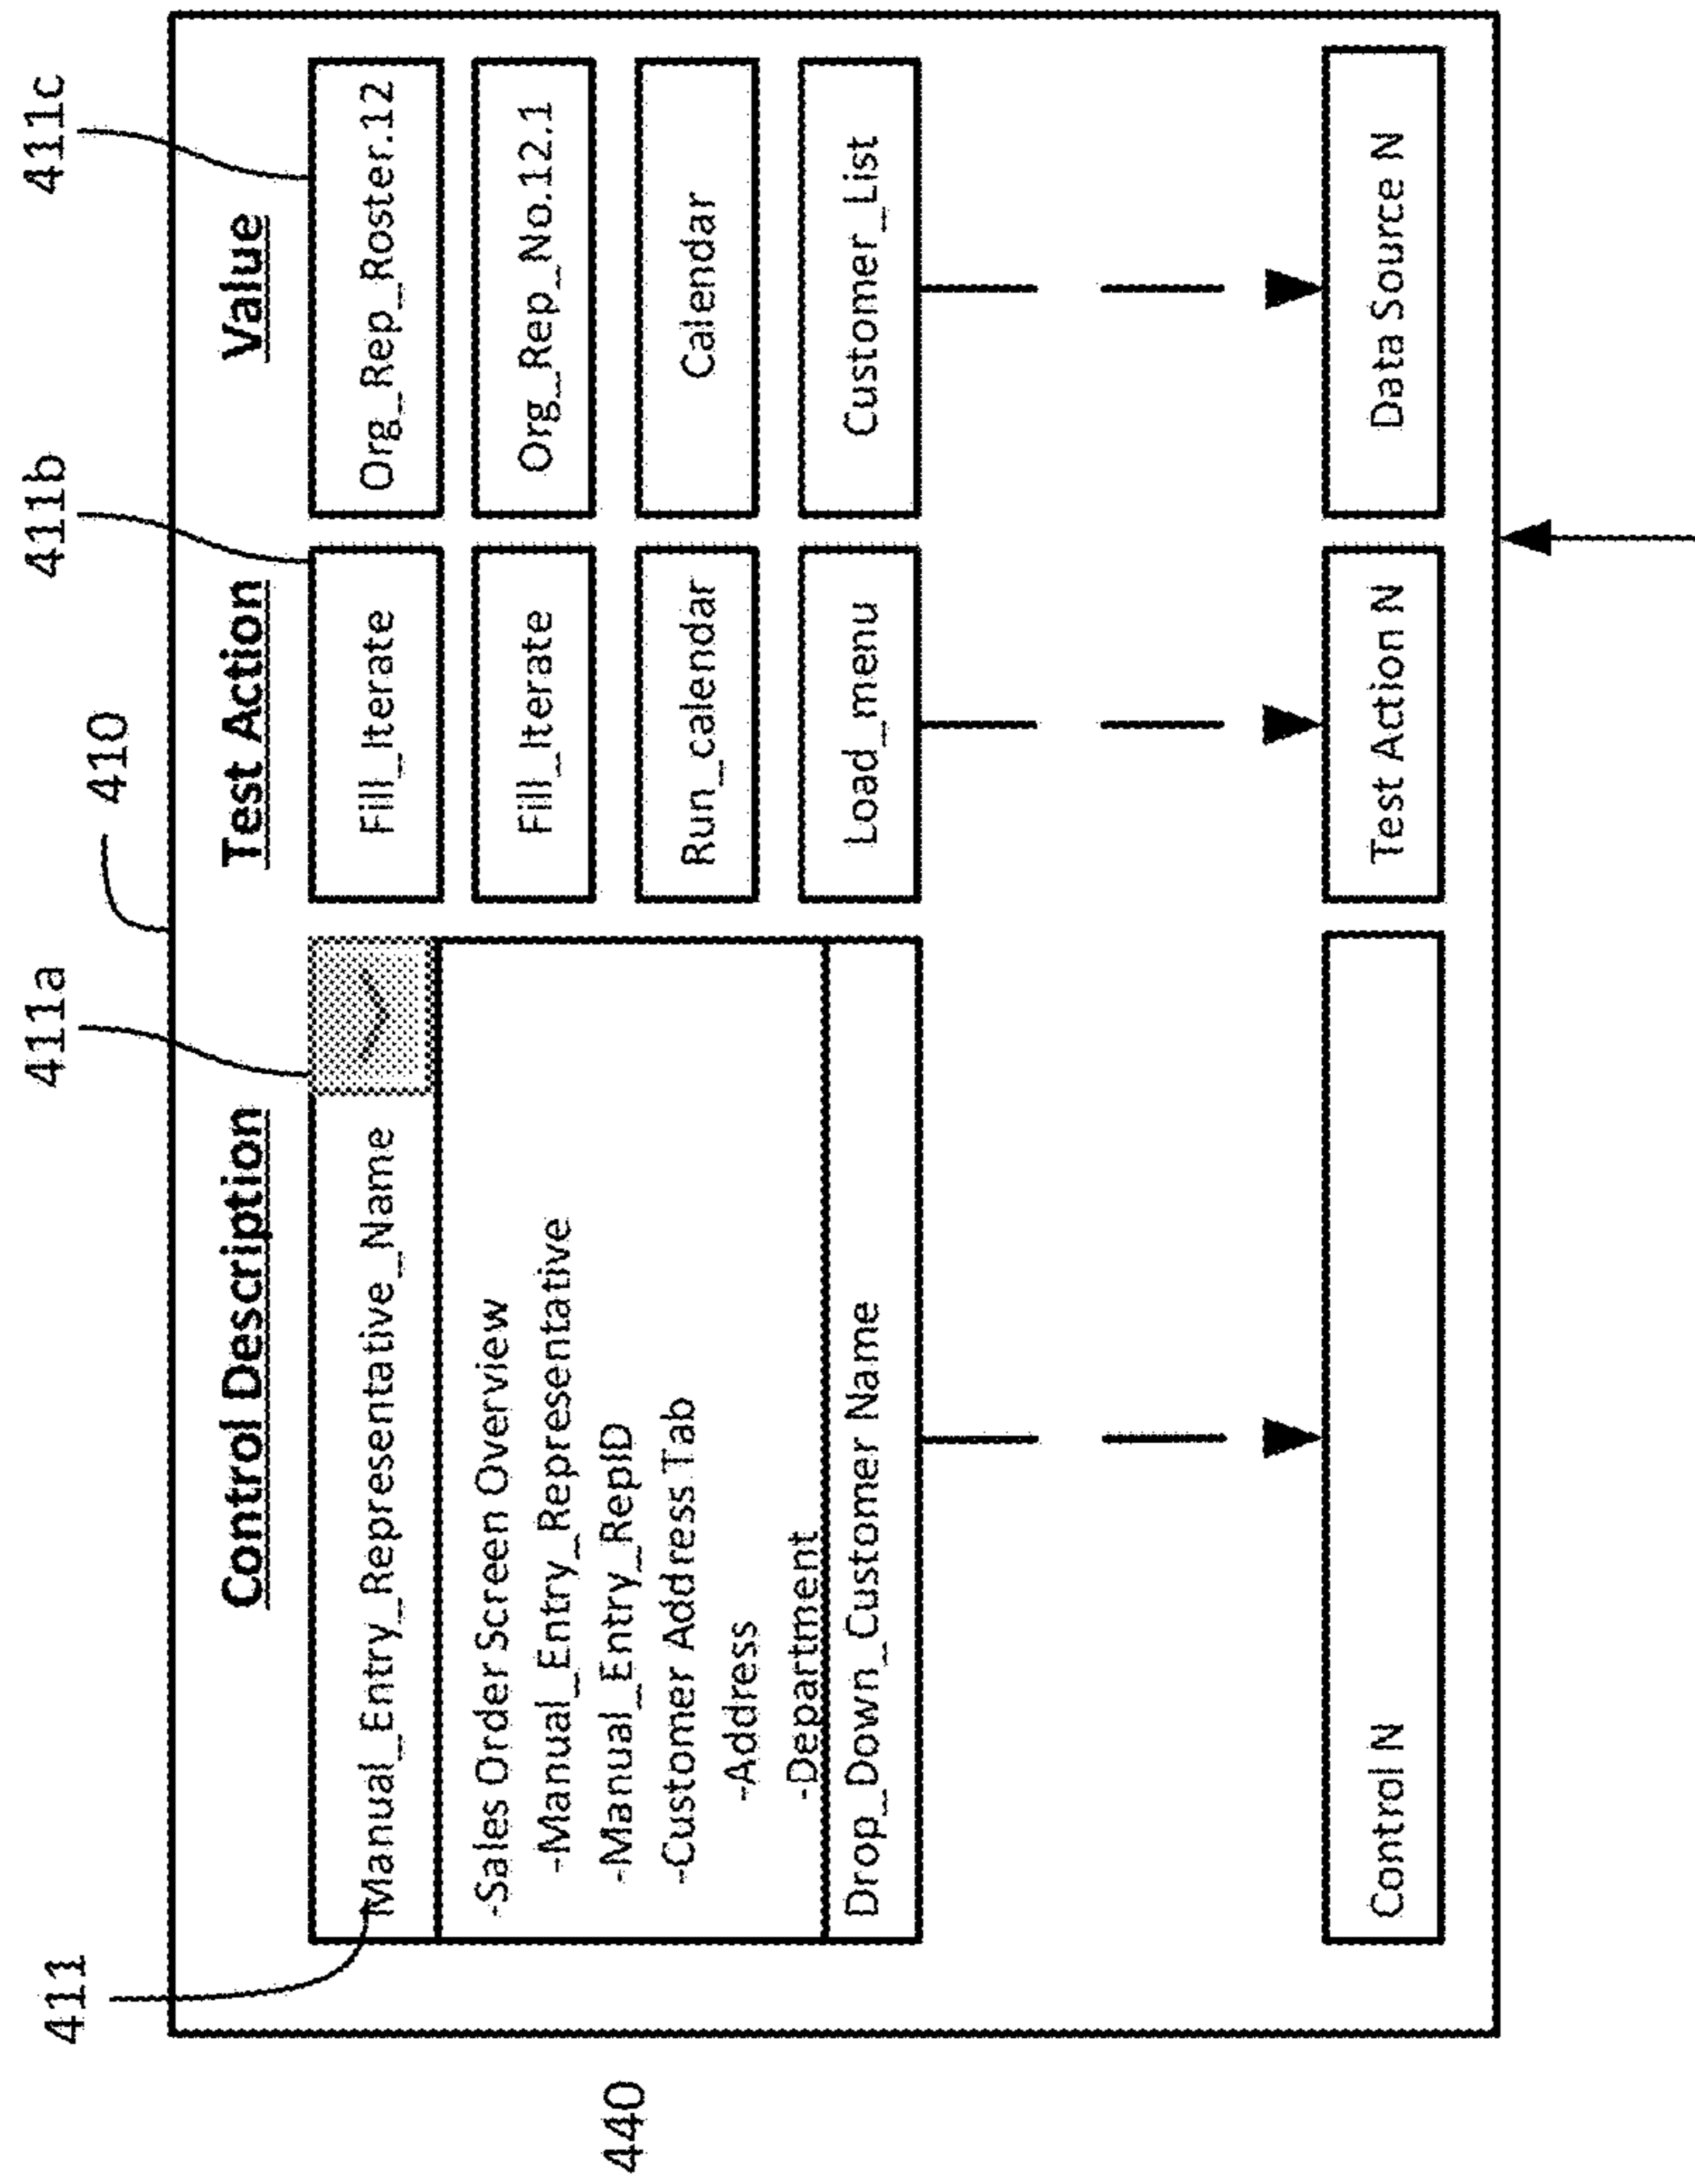 440
410
411
411a
411b
411c
Control Description
Test Action
Value
Manual_Entry_Representative_Name
Fill_Iterate
Org_Rep_Roster.12
-Sales Order Screen Overview
Fill_Iterate
Org_Rep_No.12.1
-Manual_Entry_Representative
-Manual_Entry_RepID
-Customer Address Tab
Run_calendar
Calendar
-Address
-Department
Drop_Down_Customer Name
Load_menu
Customer_List
Control N
Test Action N
Data Source N